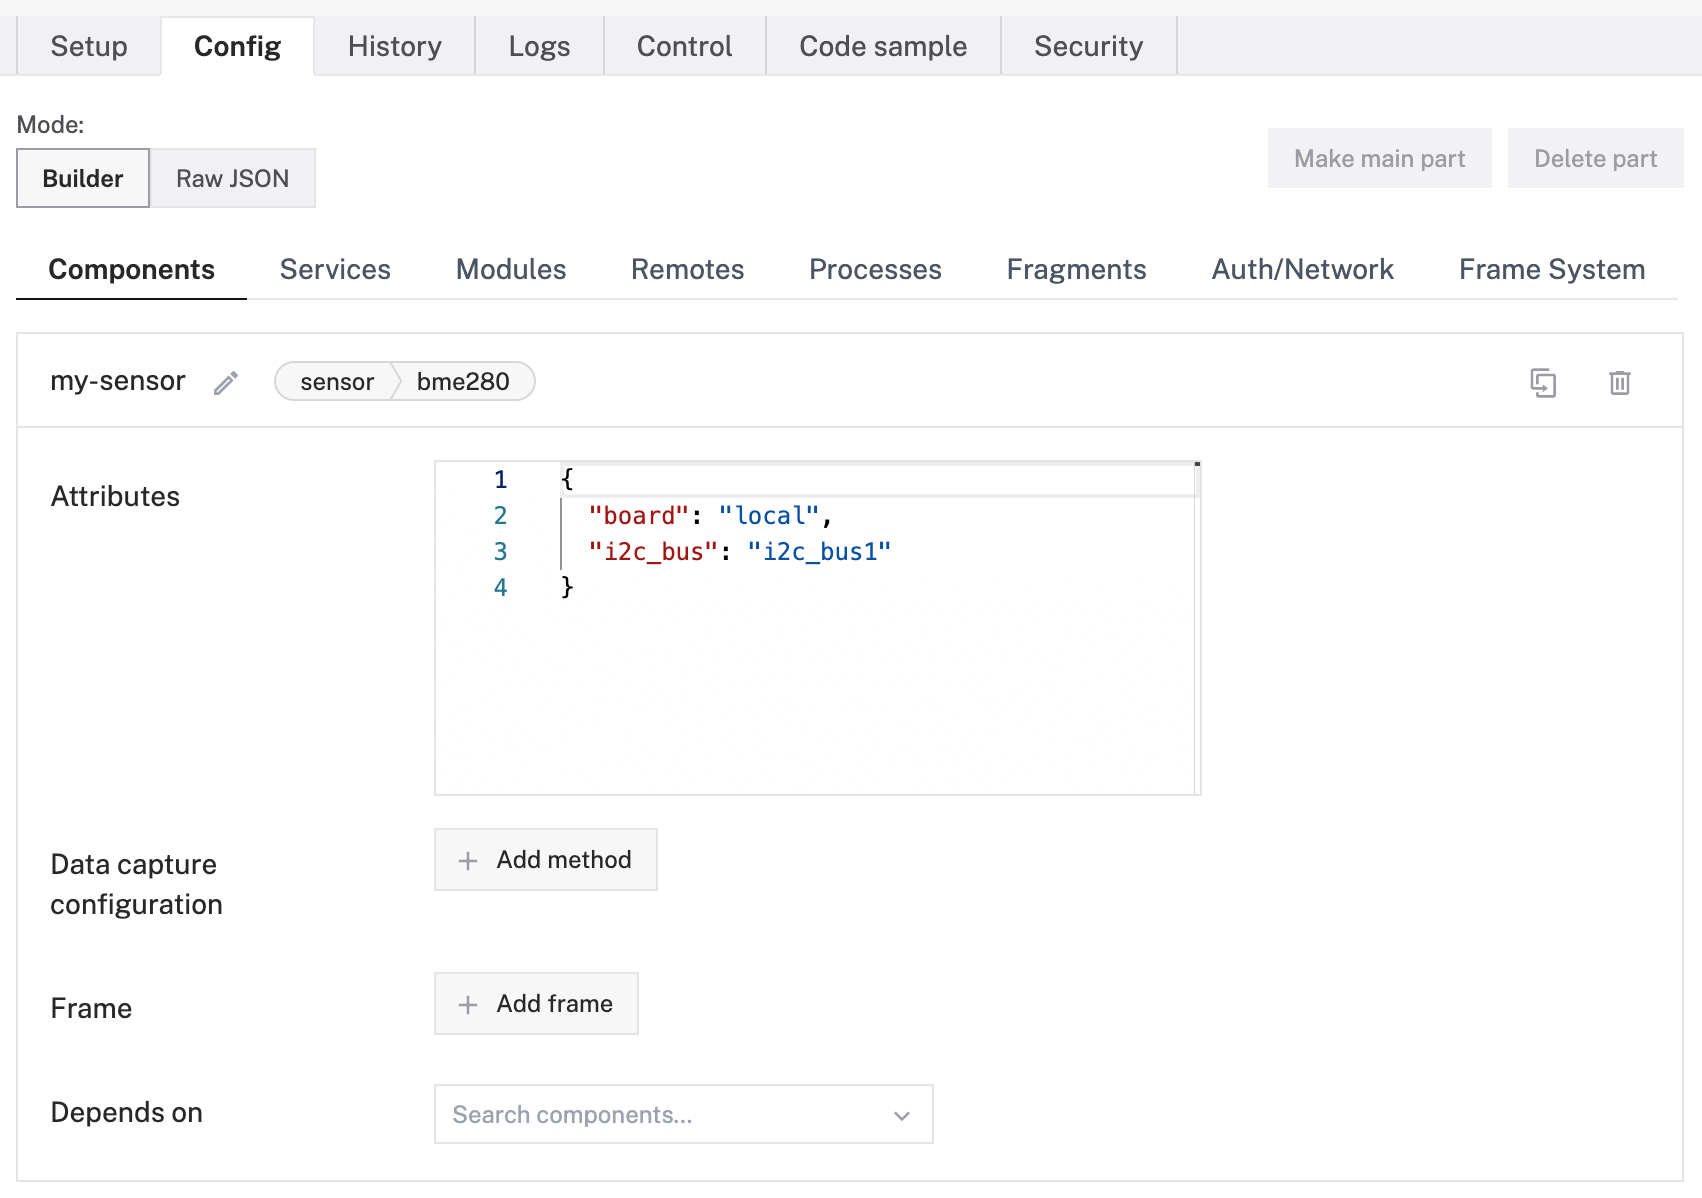 Setup Config History Logs Control Code sample Security
Mode:
Builder Raw JSON Make main part Delete part
Components Services Modules Remotes Processes Fragments Auth/Network Frame System
my-sensor sensor bme280
Attributes
1 {
2 "board": "local",
3 "i2c_bus": "i2c_bus1"
4 }
Data capture
configuration
+ Add method
Frame
+ Add frame
Depends on
Search components...